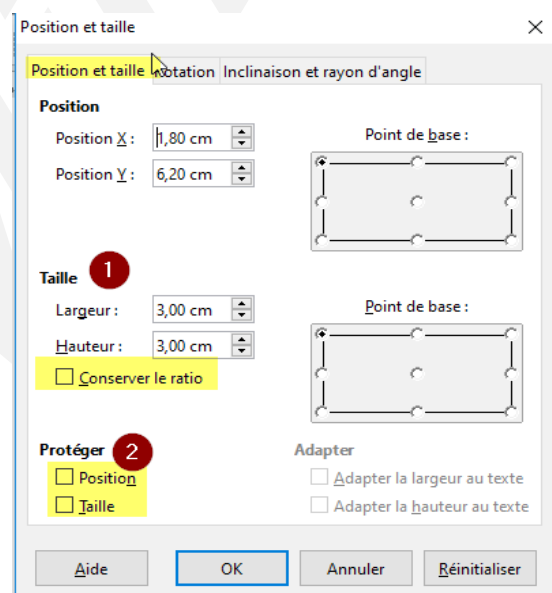 Position et taille
Position et taille Rotation Inclinaison et rayon d'angle
Position
Position X : 1,80 cm Point de base :
Position Y : 6,20 cm
Taille 1
Largeur : 3,00 cm Point de base :
Hauteur : 3,00 cm
Conserver le ratio
Protéger 2 Adapter
Position Adapter la largeur au texte
Taille Adapter la hauteur au texte
Aide OK Annuler Réinitialiser